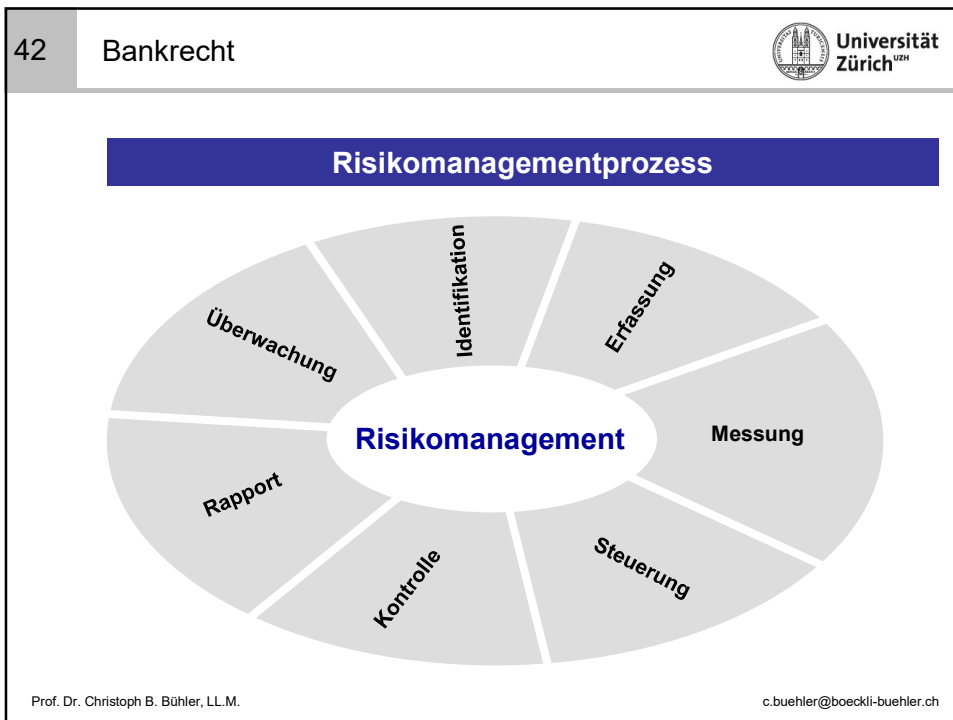 42 Bankrecht
Universität
Zürich UZH
Risikomanagementprozess
Identifikation
Erfassung
Messung
Steuerung
Kontrolle
Rapport
Überwachung
Risikomanagement
Prof. Dr. Christoph B. Bühler, LL.M.
c.buehler@boeckli-buehler.ch